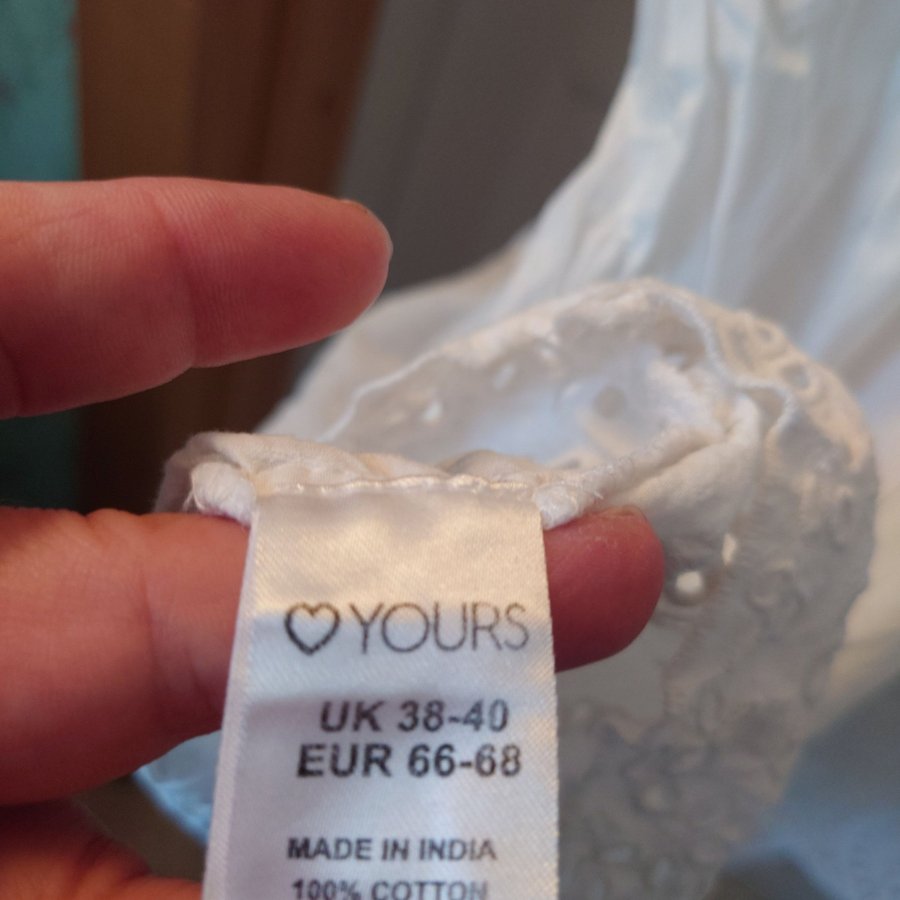 YOURS
UK 38-40
EUR 66-68
MADE IN INDIA
100% COTTON